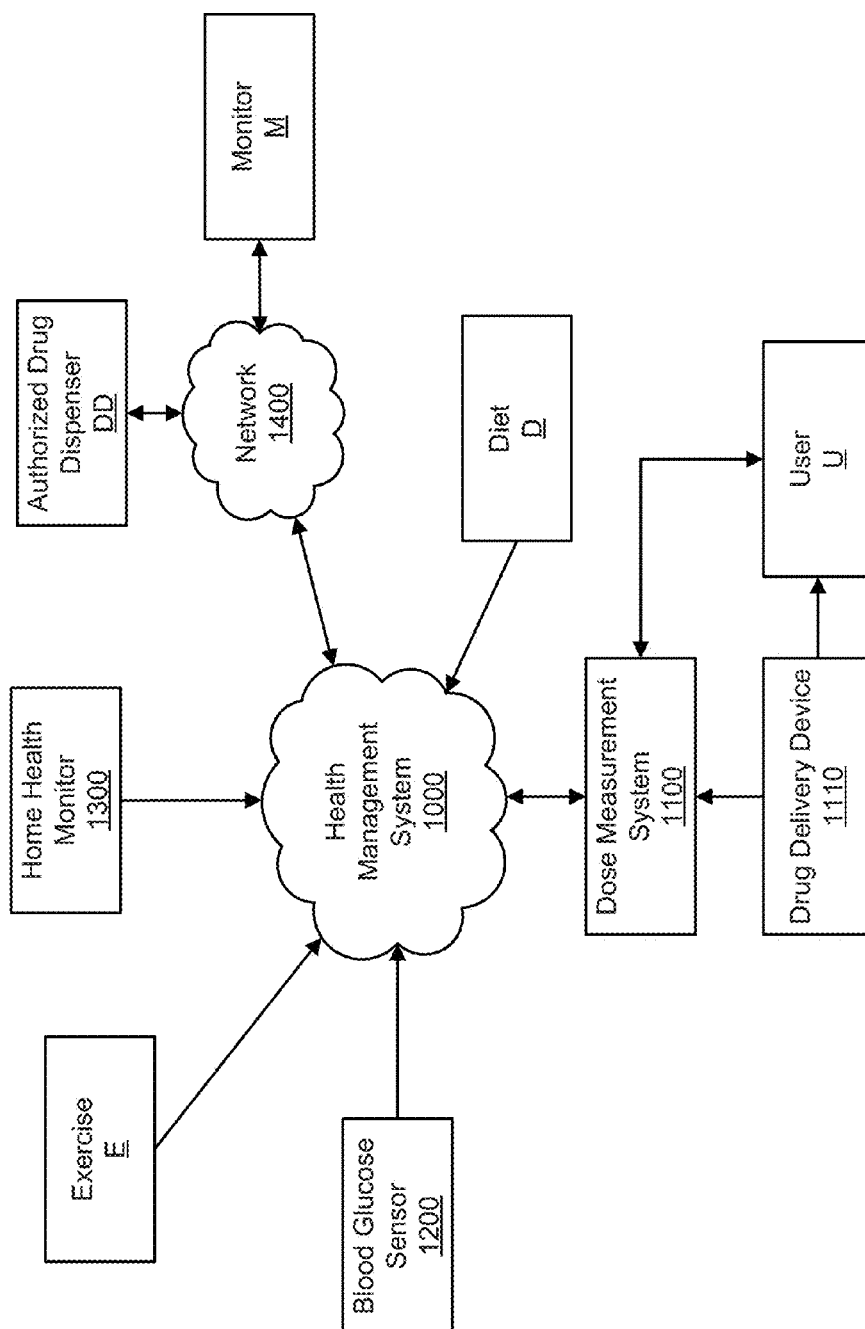 Exercise
E
Home Health
Monitor
1300
Authorized Drug
Dispenser
DD
Network
1400
Monitor
M
Blood Glucose
Sensor
1200
Health
Management
System
1000
Diet
D
Dose Measurement
System
1100
Drug Delivery Device
1110
User
U